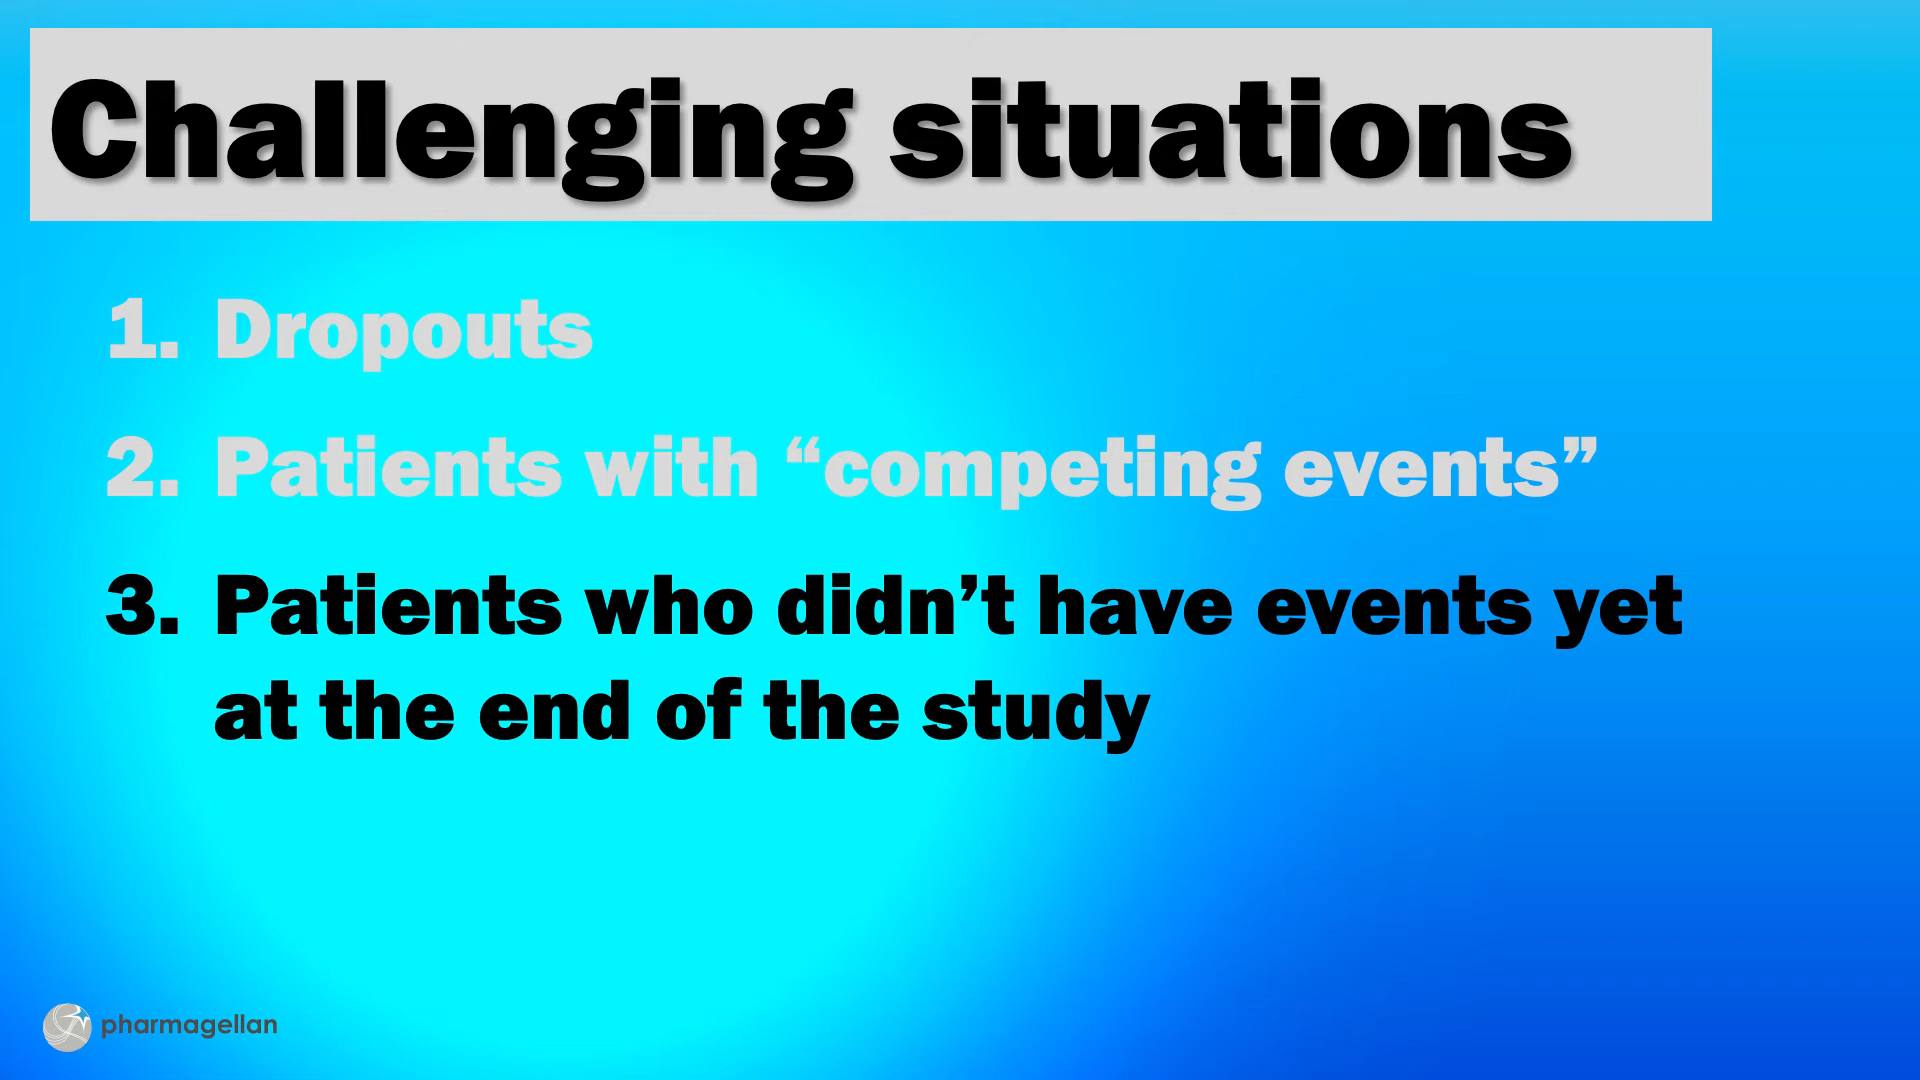 Challenging situations
1. Dropouts
2. Patients with “competing events”
3. Patients who didn’t have events yet
at the end of the study
pharmagellan